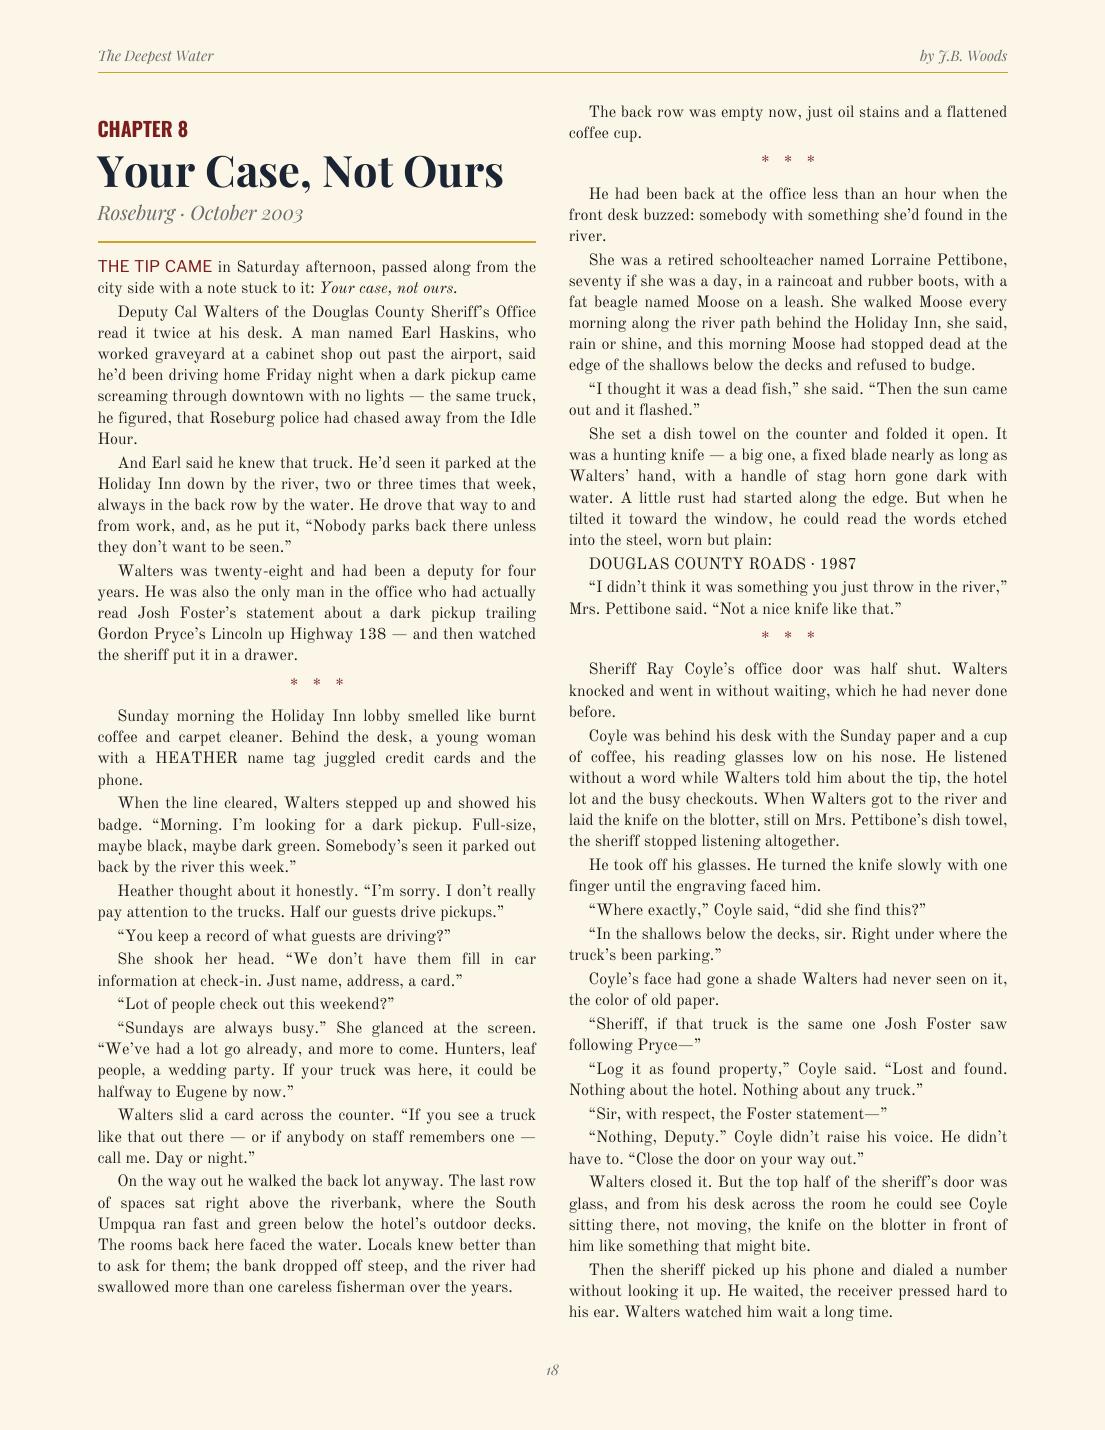 The Deepest Water
by J.B. Woods
CHAPTER 8
Your Case, Not Ours
Roseburg · October 2003
THE TIP CAME in Saturday afternoon, passed along from the
city side with a note stuck to it: Your case, not ours.
Deputy Cal Walters of the Douglas County Sheriff’s Office
read it twice at his desk. A man named Earl Haskins, who
worked graveyard at a cabinet shop out past the airport, said
he’d been driving home Friday night when a dark pickup came
screaming through downtown with no lights — the same truck,
he figured, that Roseburg police had chased away from the Idle
Hour.
And Earl said he knew that truck. He’d seen it parked at the
Holiday Inn down by the river, two or three times that week,
always in the back row by the water. He drove that way to and
from work, and, as he put it, “Nobody parks back there unless
they don’t want to be seen.”
Walters was twenty-eight and had been a deputy for four
years. He was also the only man in the office who had actually
read Josh Foster’s statement about a dark pickup trailing
Gordon Pryce’s Lincoln up Highway 138 — and then watched
the sheriff put it in a drawer.
* * *
Sunday morning the Holiday Inn lobby smelled like burnt
coffee and carpet cleaner. Behind the desk, a young woman
with a HEATHER name tag juggled credit cards and the
phone.
When the line cleared, Walters stepped up and showed his
badge. “Morning. I’m looking for a dark pickup. Full-size,
maybe black, maybe dark green. Somebody’s seen it parked out
back by the river this week.”
Heather thought about it honestly. “I’m sorry. I don’t really
pay attention to the trucks. Half our guests drive pickups.”
“You keep a record of what guests are driving?”
She shook her head. “We don’t have them fill in car
information at check-in. Just name, address, a card.”
“Lot of people check out this weekend?”
“Sundays are always busy.” She glanced at the screen.
“We’ve had a lot go already, and more to come. Hunters, leaf
people, a wedding party. If your truck was here, it could be
halfway to Eugene by now.”
Walters slid a card across the counter. “If you see a truck
like that out there — or if anybody on staff remembers one —
call me. Day or night.”
On the way out he walked the back lot anyway. The last row
of spaces sat right above the riverbank, where the South
Umpqua ran fast and green below the hotel’s outdoor decks.
The rooms back here faced the water. Locals knew better than
to ask for them; the bank dropped off steep, and the river had
swallowed more than one careless fisherman over the years.
The back row was empty now, just oil stains and a flattened
coffee cup.
* * *
He had been back at the office less than an hour when the
front desk buzzed: somebody with something she’d found in the
river.
She was a retired schoolteacher named Lorraine Pettibone,
seventy if she was a day, in a raincoat and rubber boots, with a
fat beagle named Moose on a leash. She walked Moose every
morning along the river path behind the Holiday Inn, she said,
rain or shine, and this morning Moose had stopped dead at the
edge of the shallows below the decks and refused to budge.
“I thought it was a dead fish,” she said. “Then the sun came
out and it flashed.”
She set a dish towel on the counter and folded it open. It
was a hunting knife — a big one, a fixed blade nearly as long as
Walters’ hand, with a handle of stag horn gone dark with
water. A little rust had started along the edge. But when he
tilted it toward the window, he could read the words etched
into the steel, worn but plain:
DOUGLAS COUNTY ROADS · 1987
“I didn’t think it was something you just throw in the river,”
Mrs. Pettibone said. “Not a nice knife like that.”
* * *
Sheriff Ray Coyle’s office door was half shut. Walters
knocked and went in without waiting, which he had never done
before.
Coyle was behind his desk with the Sunday paper and a cup
of coffee, his reading glasses low on his nose. He listened
without a word while Walters told him about the tip, the hotel
lot and the busy checkouts. When Walters got to the river and
laid the knife on the blotter, still on Mrs. Pettibone’s dish towel,
the sheriff stopped listening altogether.
He took off his glasses. He turned the knife slowly with one
finger until the engraving faced him.
“Where exactly,” Coyle said, “did she find this?”
“In the shallows below the decks, sir. Right under where the
truck’s been parking.”
Coyle’s face had gone a shade Walters had never seen on it,
the color of old paper.
“Sheriff, if that truck is the same one Josh Foster saw
following Pryce—”
“Log it as found property,” Coyle said. “Lost and found.
Nothing about the hotel. Nothing about any truck.”
“Sir, with respect, the Foster statement—”
“Nothing, Deputy.” Coyle didn’t raise his voice. He didn’t
have to. “Close the door on your way out.”
Walters closed it. But the top half of the sheriff’s door was
glass, and from his desk across the room he could see Coyle
sitting there, not moving, the knife on the blotter in front of
him like something that might bite.
Then the sheriff picked up his phone and dialed a number
without looking it up. He waited, the receiver pressed hard to
his ear. Walters watched him wait a long time.
18